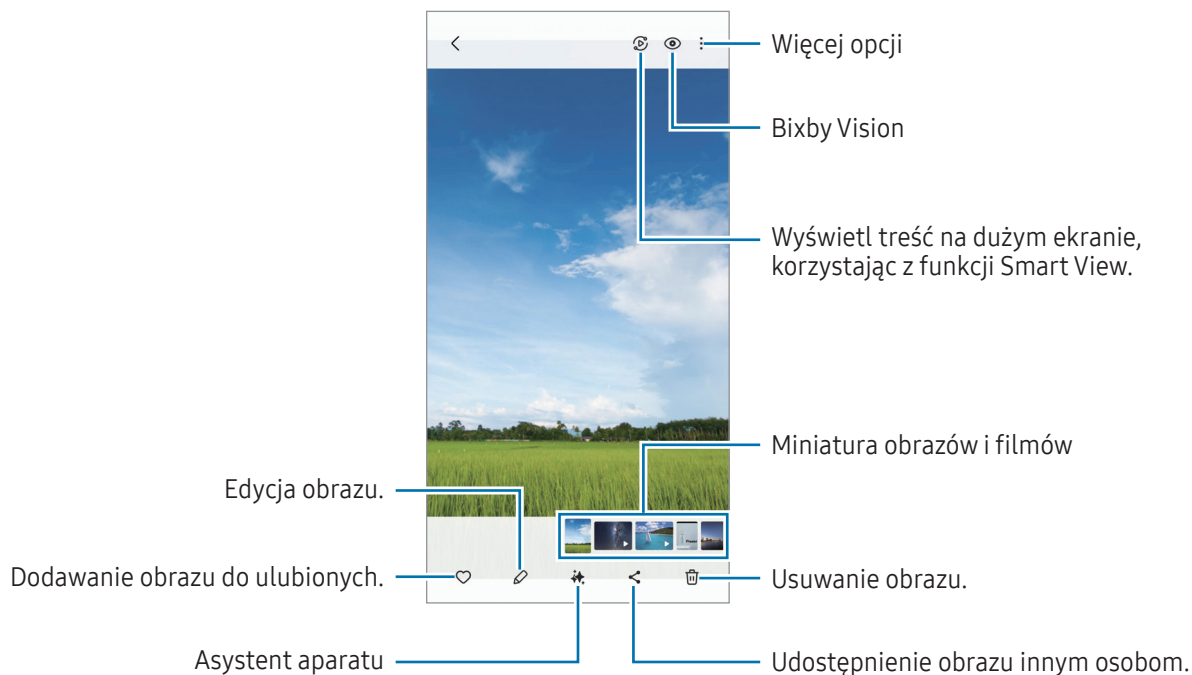 Więcej opcji
Bixby Vision
Wyświetl treść na dużym ekranie,
korzystając z funkcji Smart View.
Miniatura obrazów i filmów
Edycja obrazu.
Dodawanie obrazu do ulubionych.
Usuwanie obrazu.
Asystent aparatu
Udostępnienie obrazu innym osobom.